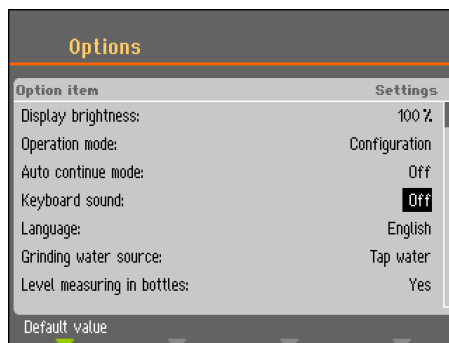 Options
Option item Settings
Display brightness: 100 %
Operation mode: Configuration
Auto continue mode: Off
Keyboard sound: Off
Language: English
Grinding water source: Tap water
Level measuring in bottles: Yes
Default value